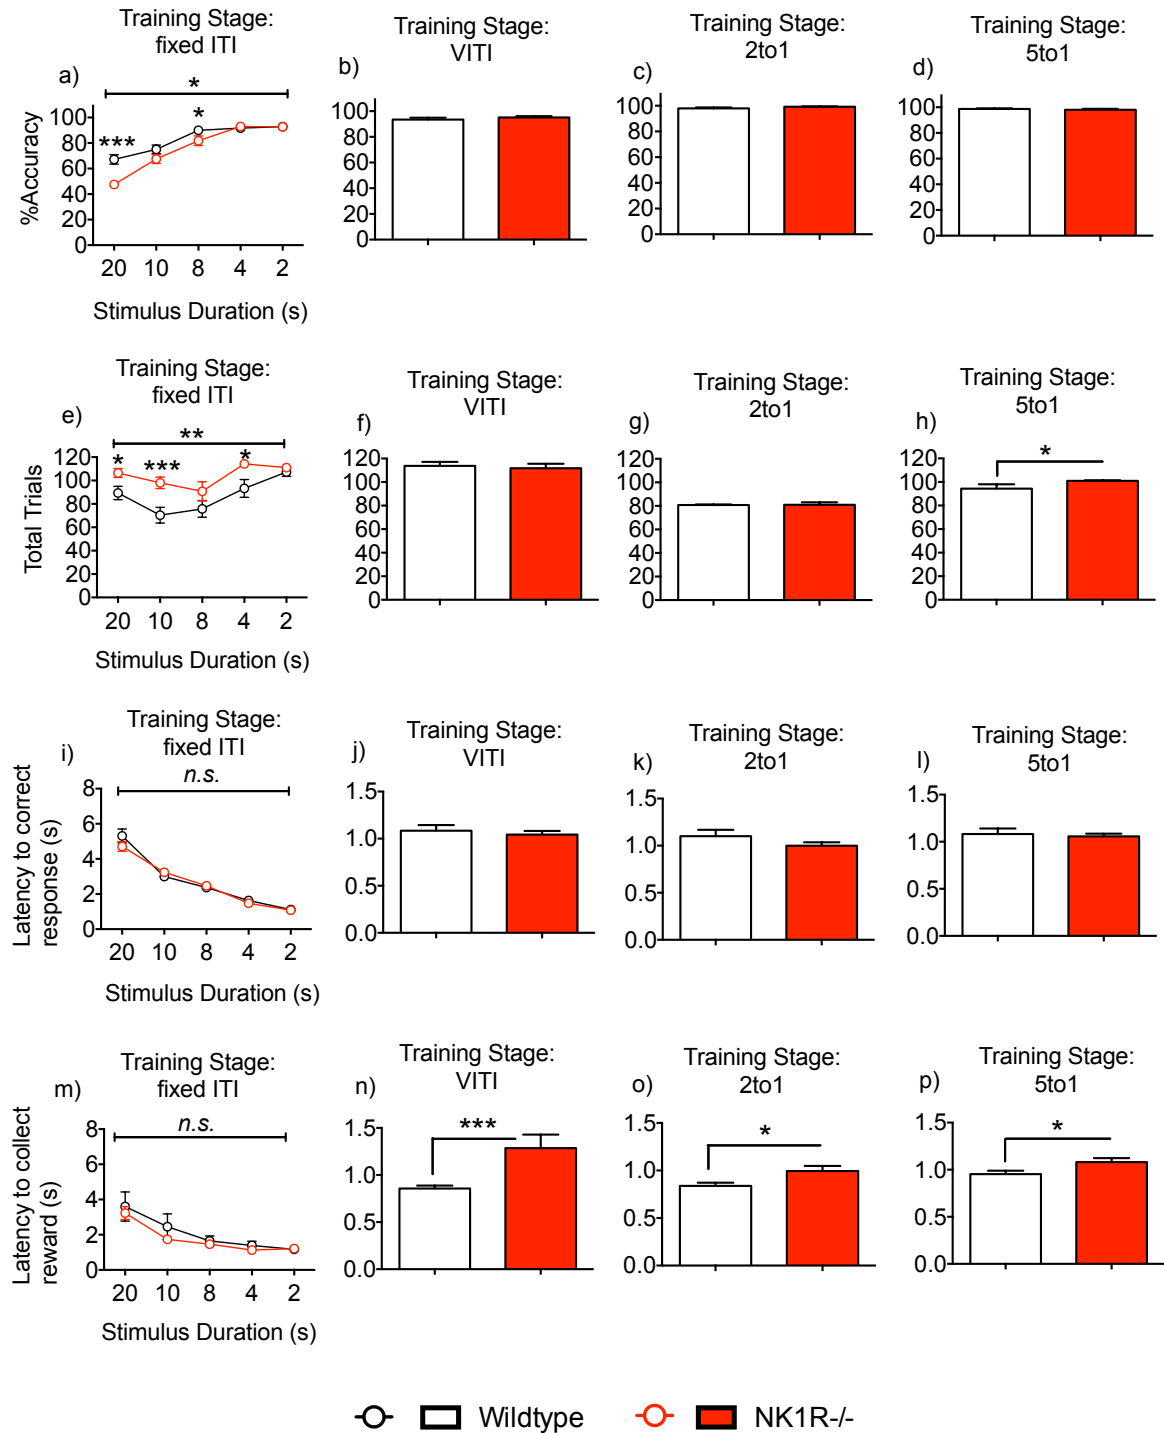 Training Stage:
fixed ITI
Training Stage:
VITI
Training Stage:
2to1
Training Stage:
5to1
a)
b)
c)
d)
*
*
***
%Accuracy
100
80
60
40
20
0
20 10 8 4 2
Stimulus Duration (s)
100
80
60
40
20
0
100
80
60
40
20
0
100
80
60
40
20
0
Training Stage:
fixed ITI
Training Stage:
VITI
Training Stage:
2to1
Training Stage:
5to1
e)
f)
g)
h)
**
* *** *
Total Trials
120
100
80
60
40
20
0
20 10 8 4 2
Stimulus Duration (s)
120
100
80
60
40
20
0
120
100
80
60
40
20
0
*
120
100
80
60
40
20
0
Training Stage:
fixed ITI
Training Stage:
VITI
Training Stage:
2to1
Training Stage:
5to1
i)
j)
k)
l)
n.s.
Latency to correct
response (s)
8
6
4
2
0
20 10 8 4 2
Stimulus Duration (s)
1.5
1.0
0.5
0.0
1.5
1.0
0.5
0.0
1.5
1.0
0.5
0.0
Training Stage:
fixed ITI
Training Stage:
VITI
Training Stage:
2to1
Training Stage:
5to1
m)
n)
o)
p)
n.s.
Latency to collect
reward (s)
8
6
4
2
0
20 10 8 4 2
Stimulus Duration (s)
***
1.5
1.0
0.5
0.0
*
1.5
1.0
0.5
0.0
*
1.5
1.0
0.5
0.0
Wildtype NK1R-/-